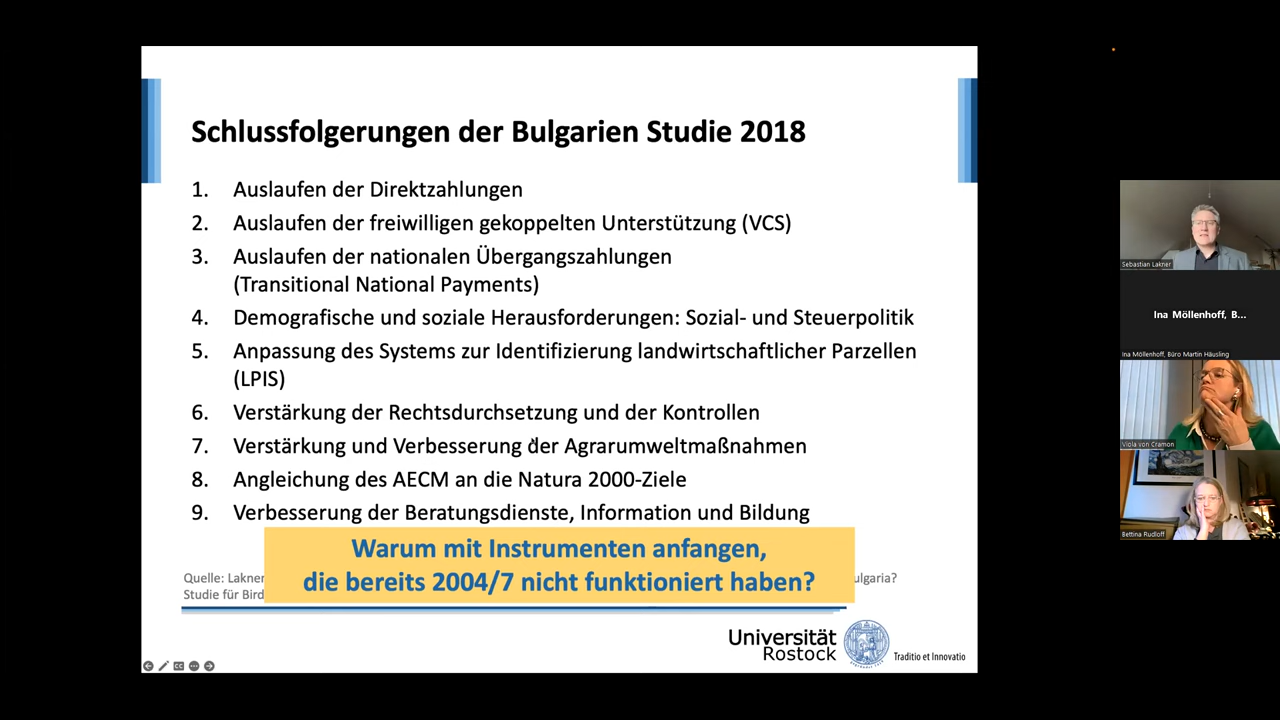 Schlussfolgerungen der Bulgarien Studie 2018
1. Auslaufen der Direktzahlungen
2. Auslaufen der freiwilligen gekoppelten Unterstützung (VCS)
3. Auslaufen der nationalen Übergangszahlungen
(Transitional National Payments)
4. Demografische und soziale Herausforderungen: Sozial- und Steuerpolitik
5. Anpassung des Systems zur Identifizierung landwirtschaftlicher Parzellen
(LPIS)
6. Verstärkung der Rechtsdurchsetzung und der Kontrollen
7. Verstärkung und Verbesserung der Agrarumweltmaßnahmen
8. Angleichung des AECM an die Natura 2000-Ziele
9. Verbesserung der Beratungsdienste, Information und Bildung
Warum mit Instrumenten anfangen,
die bereits 2004/7 nicht funktioniert haben?
Quelle: Lakner ulgaria?
Studie für Bird
Universität
Rostock
Traditio et Innovatio
Sebastian Lakner
Ina Möllenhoff, B...
Ina Möllenhoff, Büro Martin Häusling
Viola von Cramon
Bettina Rudloff